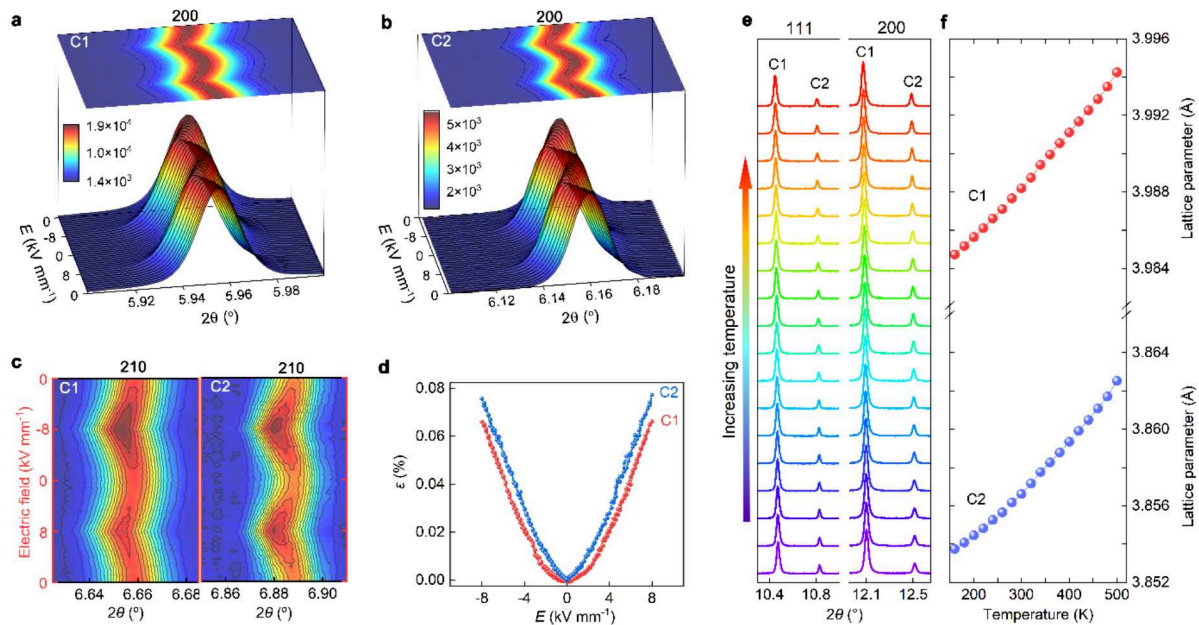 a
200
C1
1.9×10⁴
1.0×10⁴
1.4×10³
E (kV mm⁻¹)
0
-8
0
8
0
5.92 5.94 5.96 5.98
2θ (°)
b
200
C2
5×10³
4×10³
3×10³
2×10³
E (kV mm⁻¹)
0
-8
0
8
0
6.12 6.14 6.16 6.18
2θ (°)
c
210 210
C1 C2
Electric field (kV mm⁻¹)
0
-8
0
8
0
6.64 6.66 6.68 6.86 6.88 6.90
2θ (°) 2θ (°)
d
ε (%)
0.08
0.06
0.04
0.02
0.00
C2
C1
-8 -4 0 4 8
E (kV mm⁻¹)
e
111 200
C1 C2 C1 C2
Increasing temperature
10.4 10.8 12.1 12.5
2θ (°)
f
C1
C2
3.996
3.992
3.988
3.984
3.864
3.860
3.856
3.852
Lattice parameter (Å)
Lattice parameter (Å)
200 300 400 500
Temperature (K)